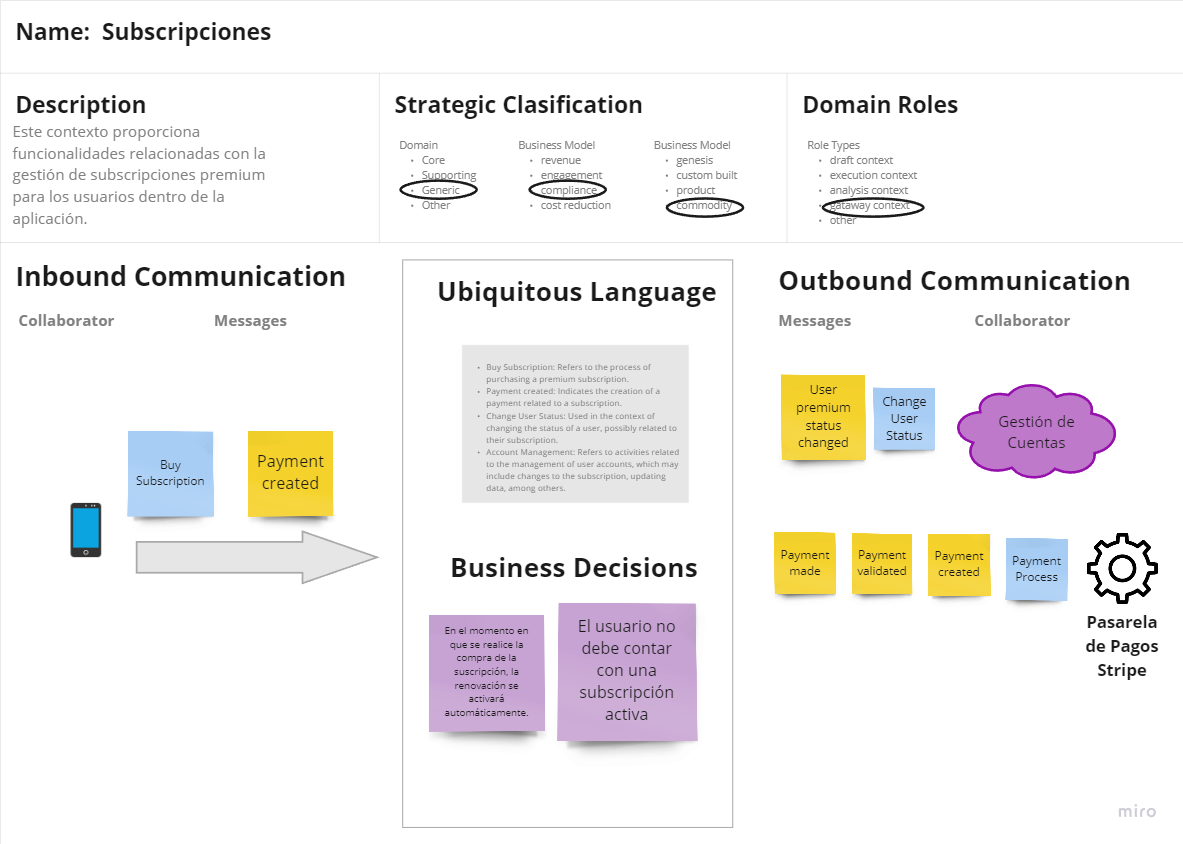 Name:  Subscripciones
Description
Este contexto proporciona
funcionalidades relacionadas con la
gestión de subscripciones premium
para los usuarios dentro de la
aplicación.
Strategic Clasification
Domain
Core
Supporting
Generic
Other
Business Model
revenue
engagement
compliance
cost reduction
Business Model
genesis
custom built
product
commodity
Domain Roles
Role Types
draft context
execution context
analysis context
gataway context
other
Inbound Communication
Collaborator
Messages
Buy
Subscription
Payment
created
Ubiquitous Language
Buy Subscription: Refers to the process of
purchasing a premium subscription.
Payment created: Indicates the creation of a
payment related to a subscription.
Change User Status: Used in the context of
changing the status of a user, possibly related to
their subscription.
Account Management: Refers to activities related
to the management of user accounts, which may
include changes to the subscription, updating
data, among others.
Business Decisions
En el momento en
que se realice la
compra de la
suscripción, la
renovación se
activará
automáticamente.
El usuario no
debe contar
con una
subscripción
activa
Outbound Communication
Messages
Collaborator
User
premium
status
changed
Change
User
Status
Gestión de
Cuentas
Payment
made
Payment
validated
Payment
created
Payment
Process
Pasarela
de Pagos
Stripe
miro